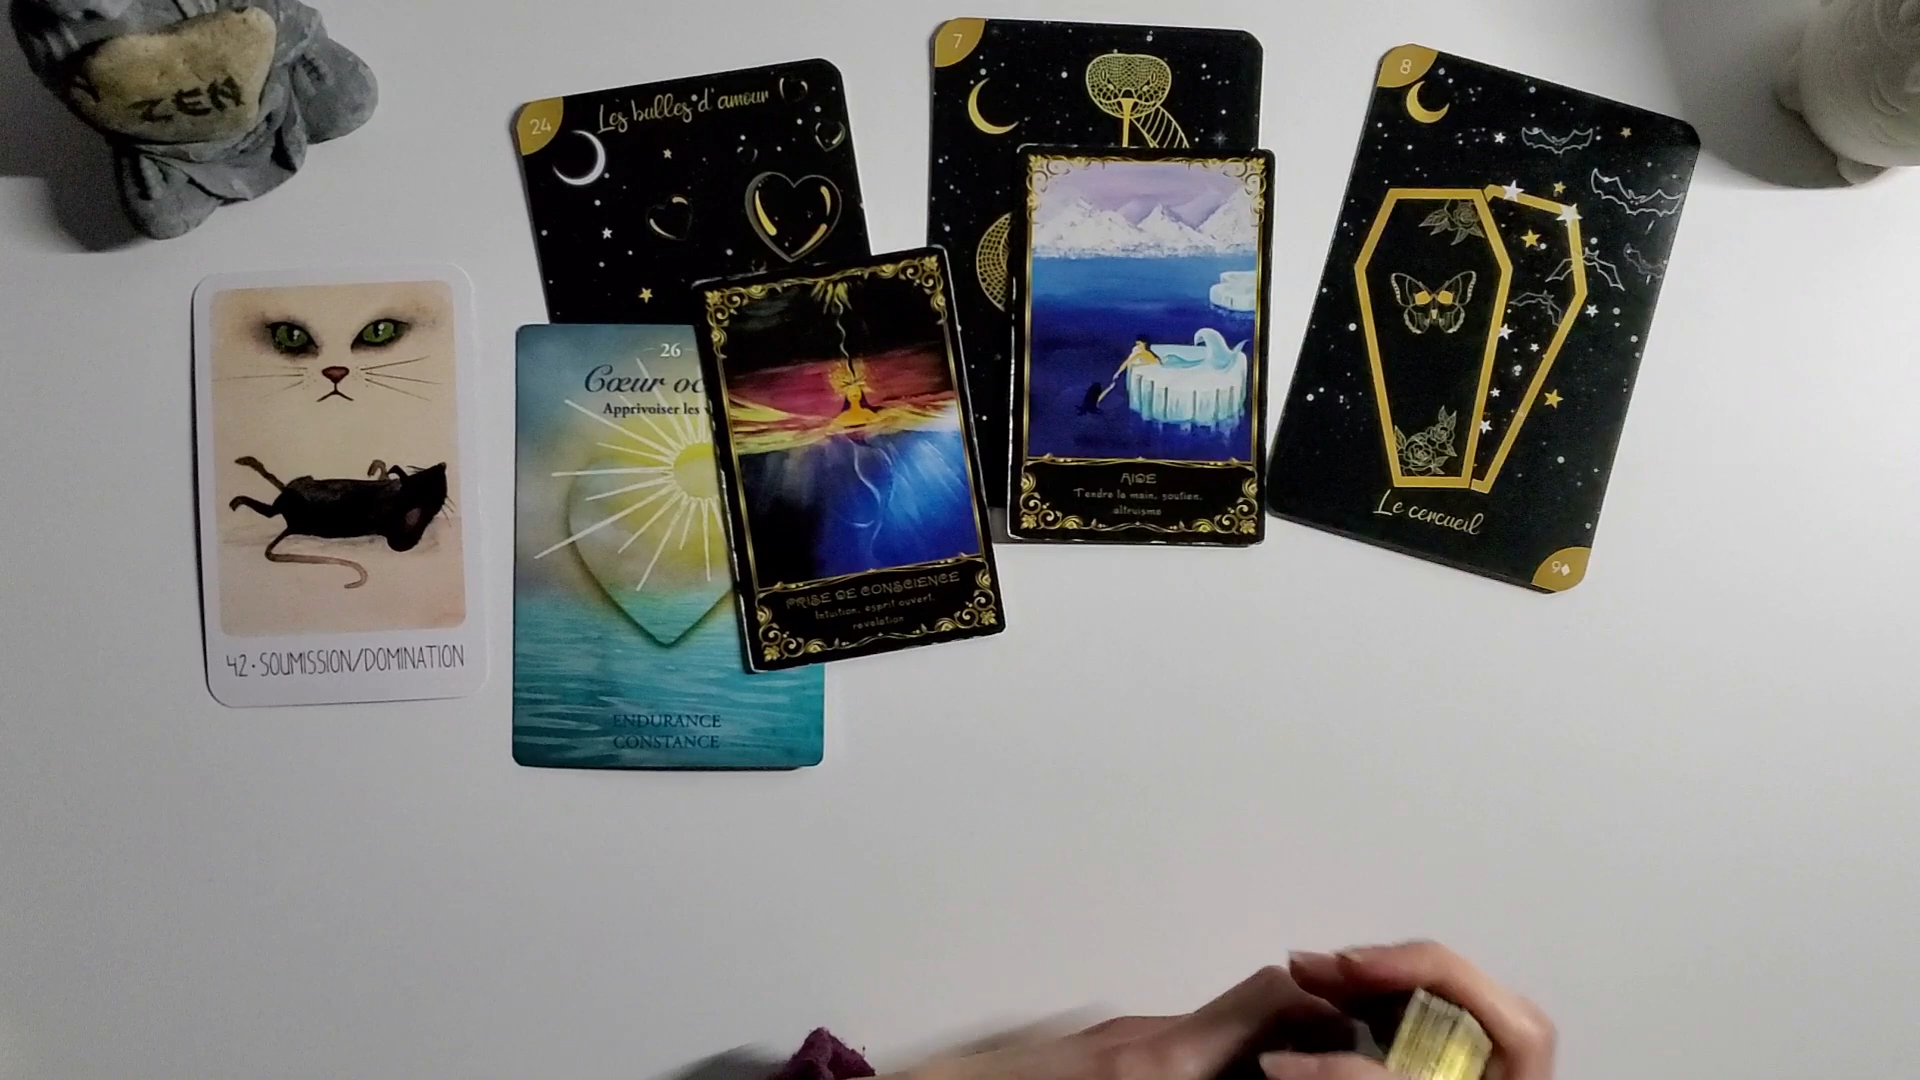 ZEN
24
Les bulles d'amour
7
8
26
Cœur oc
Apprivoiser les
AIDE
Tendre la main, soutien,
altruisme
Le cercueil
9♦
PRISE DE CONSCIENCE
Intuition, esprit ouvert,
revelation
42 • SOUMISSION/DOMINATION
ENDURANCE
CONSTANCE